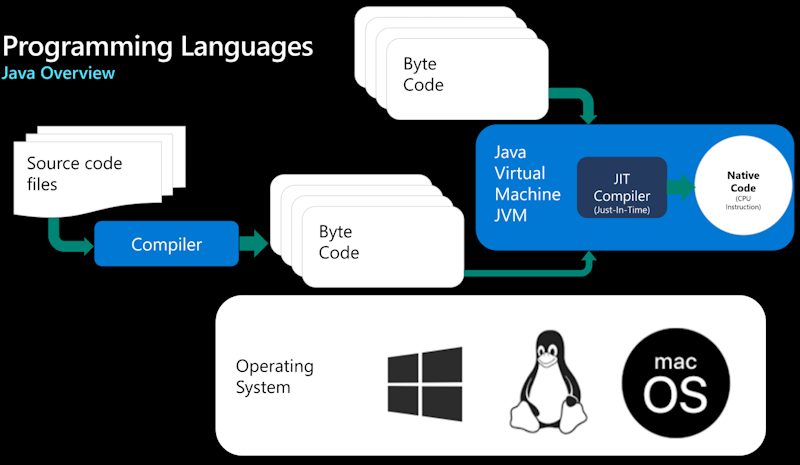 Programming Languages
Java Overview
Byte
Code
Source code
files
Compiler
Byte
Code
Java
Virtual
Machine
JVM
JIT
Compiler
(Just-In-Time)
Native
Code
(CPU
Instruction)
Operating
System
mac
OS